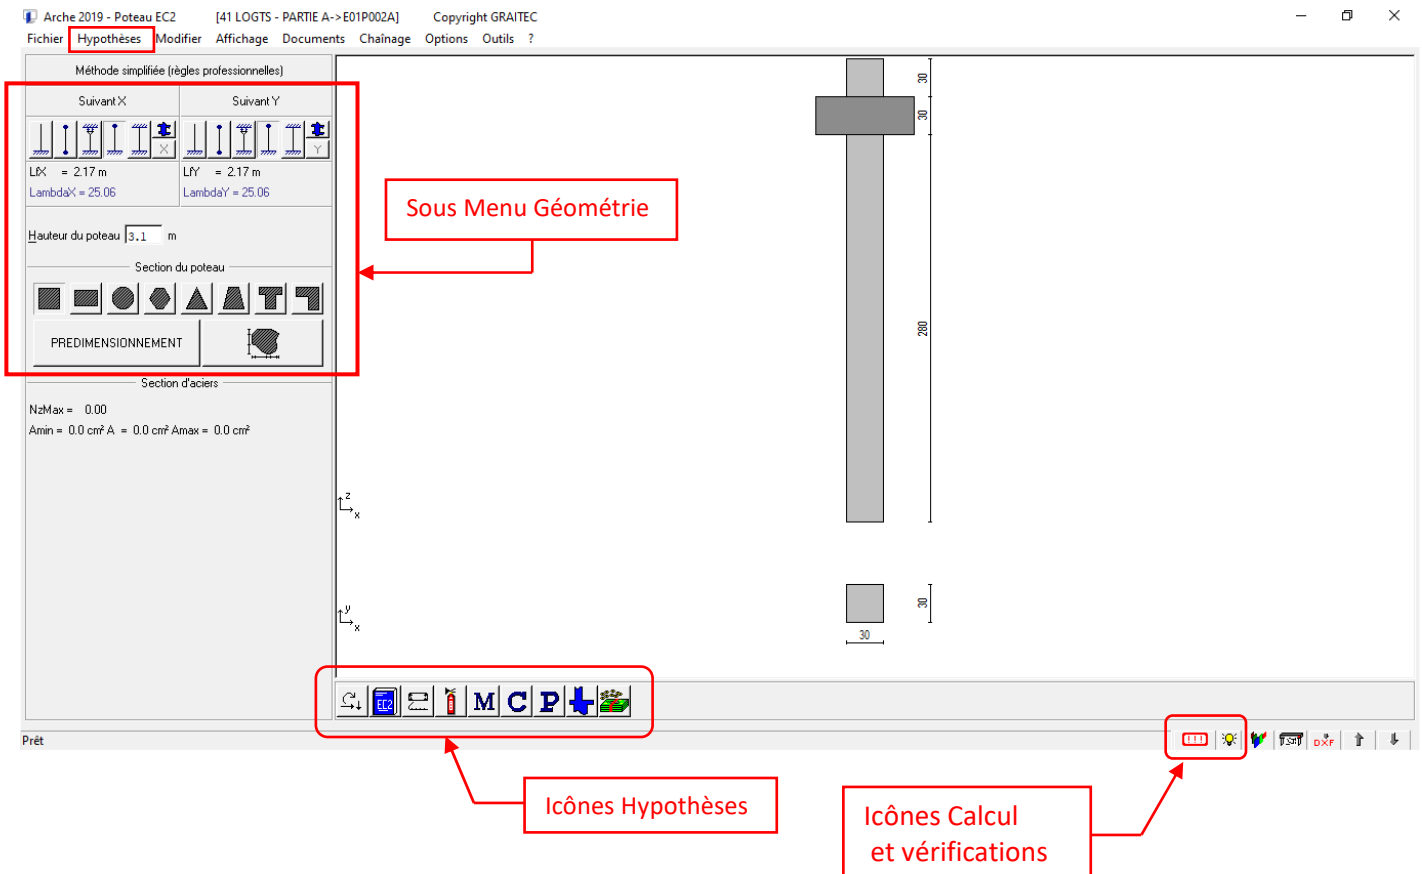 Arche 2019 - Poteau EC2 [41 LOGTS - PARTIE A->E01P002A] Copyright GRAITEC
Fichier Hypothèses Modifier Affichage Documents Chaînage Options Outils ?
Méthode simplifiée (règles professionnelles)
Suivant X Suivant Y
X Y
LfX = 2.17 m LfY = 2.17 m
LambdaX = 25.06 LambdaY = 25.06
Hauteur du poteau 3.1 m
Section du poteau
PREDIMENSIONNEMENT
Section d'aciers
NzMax = 0.00
Amin = 0.0 cm² A = 0.0 cm² Amax = 0.0 cm²
Sous Menu Géométrie
30
30
280
z
x
y
x
30
30
EC2 M C P
Prêt
DXF
Icônes Hypothèses
Icônes Calcul
et vérifications